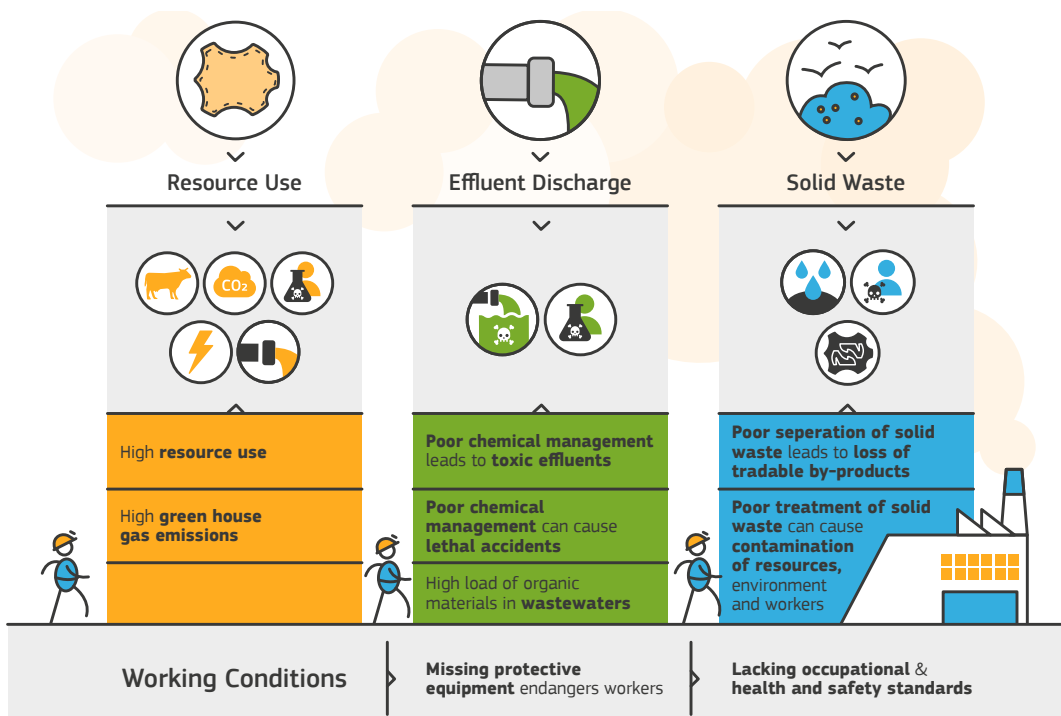 Resource Use
Effluent Discharge
Solid Waste
CO₂
High resource use
High green house
gas emissions
Poor chemical management
leads to toxic effluents
Poor chemical
management can cause
lethal accidents
High load of organic
materials in wastewaters
Poor seperation of solid
waste leads to loss of
tradable by-products
Poor treatment of solid
waste can cause
contamination
of resources,
environment
and workers
Working Conditions
Missing protective
equipment endangers workers
Lacking occupational &
health and safety standards